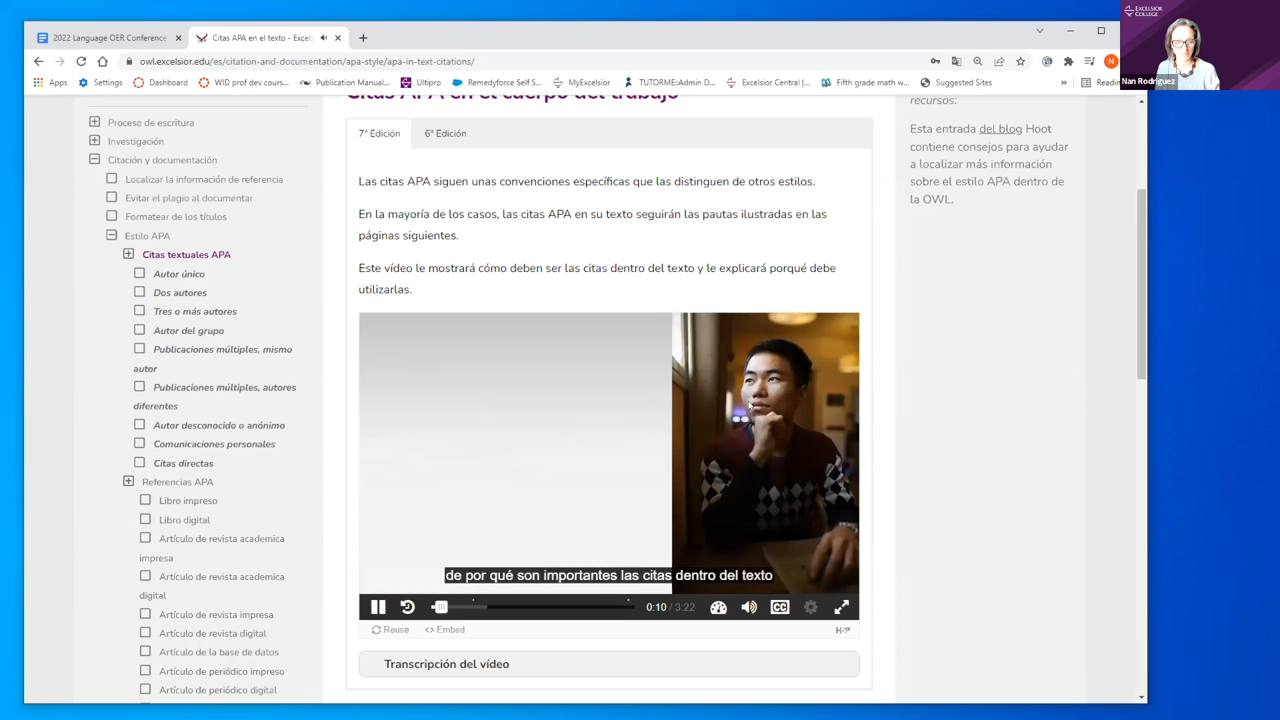 2022 Language OER Conference
Citas APA en el texto - Excel
owl.excelsior.edu/es/citation-and-documentation/apa-style/apa-in-text-citations/
Apps
Settings
Dashboard
WID prof dev cours...
Publication Manual...
Ultipro
Remedyforce Self S...
MyExcelsior
TUTORME::Admin D...
Excelsior Central |...
Fifth grade math w...
Suggested Sites
»
Readin
N
EXCELSIOR
COLLEGE
Nan Rodriguez
Proceso de escritura
Investigación
Citación y documentación
Localizar la información de referencia
Evitar el plagio al documentar
Formatear de los títulos
Estilo APA
Citas textuales APA
Autor único
Dos autores
Tres o más autores
Autor del grupo
Publicaciones múltiples, mismo
autor
Publicaciones múltiples, autores
diferentes
Autor desconocido o anónimo
Comunicaciones personales
Citas directas
Referencias APA
Libro impreso
Libro digital
Artículo de revista academica
impresa
Artículo de revista academica
digital
Artículo de revista impresa
Artículo de revista digital
Artículo de la base de datos
Artículo de periódico impreso
Artículo de periódico digital
Citas APA en el cuerpo del trabajo
7ª Edición
6ª Edición
Las citas APA siguen unas convenciones específicas que las distinguen de otros estilos.
En la mayoría de los casos, las citas APA en su texto seguirán las pautas ilustradas en las
páginas siguientes.
Este vídeo le mostrará cómo deben ser las citas dentro del texto y le explicará porqué debe
utilizarlas.
de por qué son importantes las citas dentro del texto
0:10 / 3:22
CC
Reuse
Embed
H-P
Transcripción del vídeo
recursos:
Esta entrada del blog Hoot
contiene consejos para ayudar
a localizar más información
sobre el estilo APA dentro de
la OWL.